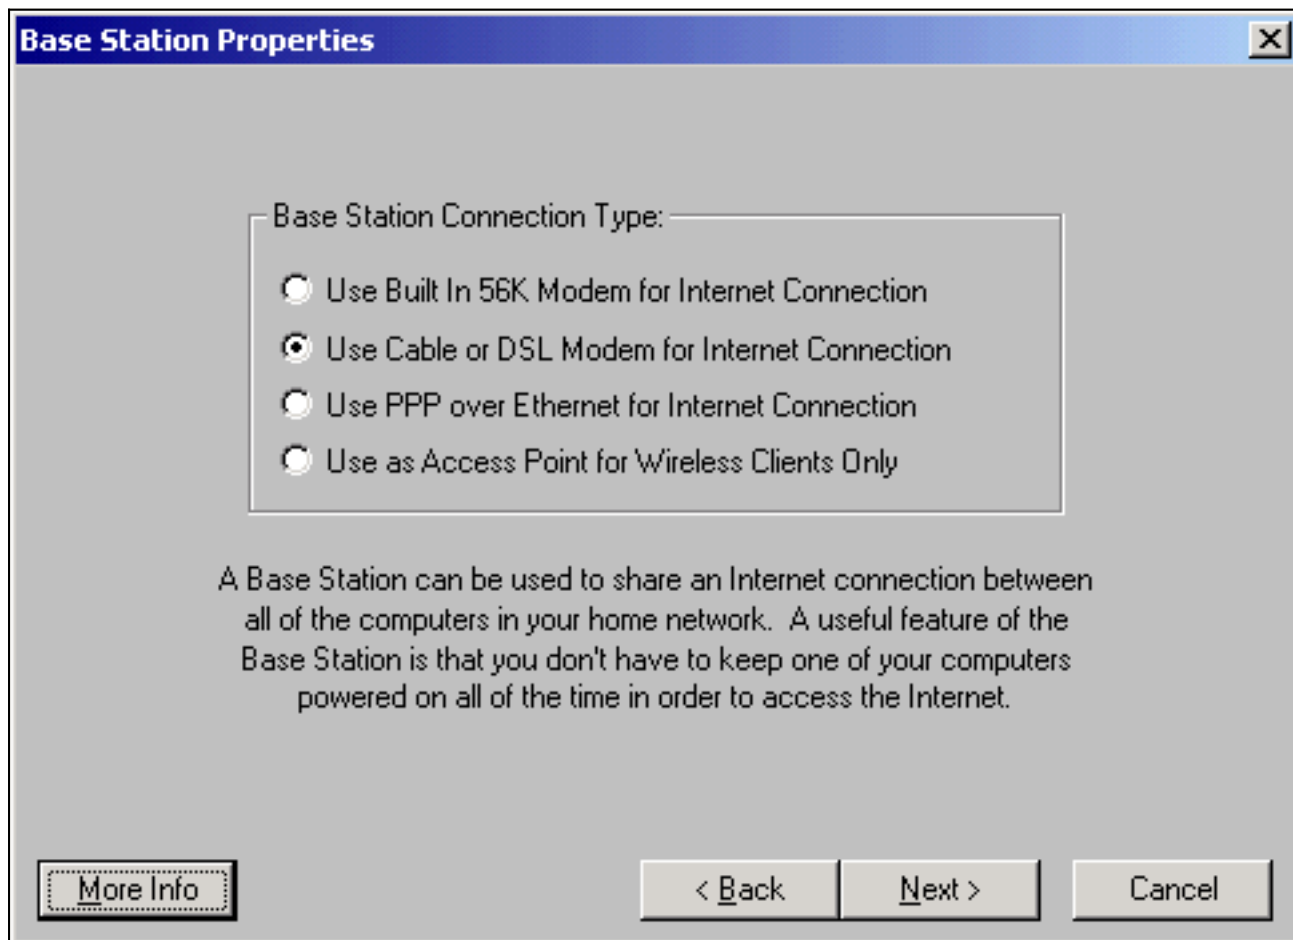 Base Station Properties
Base Station Connection Type:
Use Built In 56K Modem for Internet Connection
Use Cable or DSL Modem for Internet Connection
Use PPP over Ethernet for Internet Connection
Use as Access Point for Wireless Clients Only
A Base Station can be used to share an Internet connection between
all of the computers in your home network.  A useful feature of the
Base Station is that you don't have to keep one of your computers
powered on all of the time in order to access the Internet.
More Info
< Back
Next >
Cancel